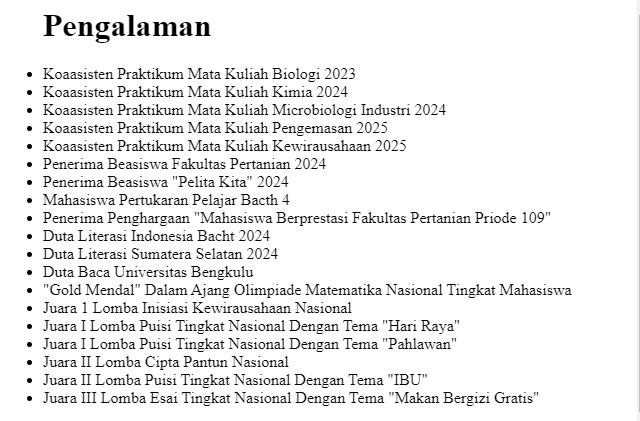 Pengalaman
• Koaasisten Praktikum Mata Kuliah Biologi 2023
• Koaasisten Praktikum Mata Kuliah Kimia 2024
• Koaasisten Praktikum Mata Kuliah Microbiologi Industri 2024
• Koaasisten Praktikum Mata Kuliah Pengemasan 2025
• Koaasisten Praktikum Mata Kuliah Kewirausahaan 2025
• Penerima Beasiswa Fakultas Pertanian 2024
• Penerima Beasiswa "Pelita Kita" 2024
• Mahasiswa Pertukaran Pelajar Bacth 4
• Penerima Penghargaan "Mahasiswa Berprestasi Fakultas Pertanian Priode 109"
• Duta Literasi Indonesia Bacht 2024
• Duta Literasi Sumatera Selatan 2024
• Duta Baca Universitas Bengkulu
• "Gold Mendal" Dalam Ajang Olimpiade Matematika Nasional Tingkat Mahasiswa
• Juara 1 Lomba Inisiasi Kewirausahaan Nasional
• Juara I Lomba Puisi Tingkat Nasional Dengan Tema "Hari Raya"
• Juara I Lomba Puisi Tingkat Nasional Dengan Tema "Pahlawan"
• Juara II Lomba Cipta Pantun Nasional
• Juara II Lomba Puisi Tingkat Nasional Dengan Tema "IBU"
• Juara III Lomba Esai Tingkat Nasional Dengan Tema "Makan Bergizi Gratis"